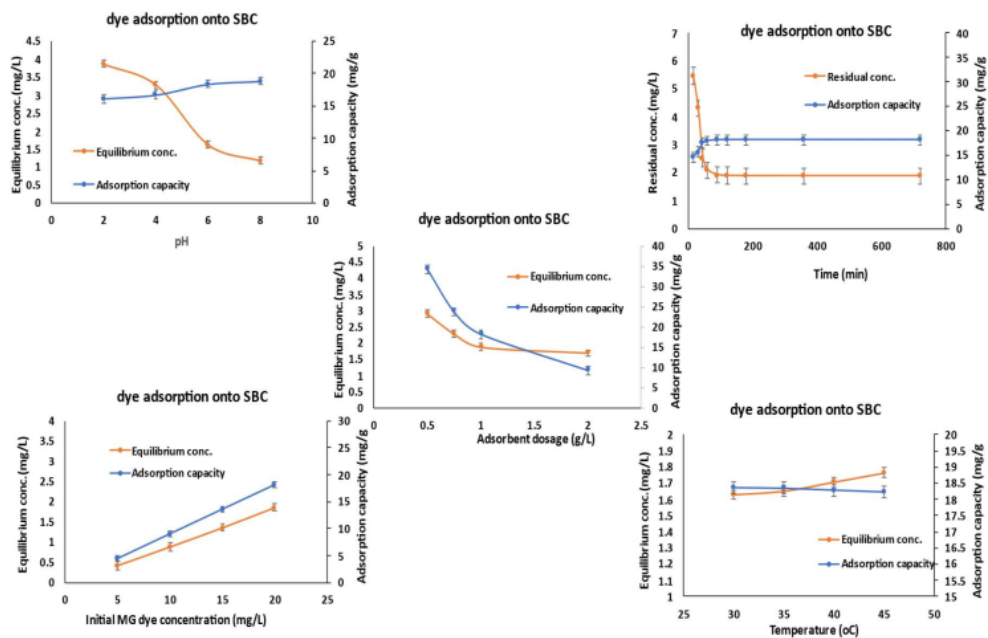 dye adsorption onto SBC
Equilibrium conc.(mg/L)
4.5
4
3.5
3
2.5
2
1.5
1
0.5
0
25
20
15
10
5
0
Adsorption capacity(mg/g
Equilibrium conc.
Adsorption capacity
0 2 4 6 8 10
pH
dye adsorption onto SBC
Residual conc.(mg/L)
7
6
5
4
3
2
1
0
40
35
30
25
20
15
10
5
0
Adsorption capacity(mg/g
Residual conc.
Adsorption capacity
0 200 400 600 800
Time (min)
dye adsorption onto SBC
Equilibrium conc.(mg/L)
5
4.5
4
3.5
3
2.5
2
1.5
1
0.5
0
40
35
30
25
20
15
10
5
0
Adsorption capacity(mg/g
Equilibrium conc.
Adsorption capacity
0 0.5 1 1.5 2 2.5
Adsorbent dosage (g/L)
dye adsorption onto SBC
Equilibrium conc.(mg/L)
4
3.5
3
2.5
2
1.5
1
0.5
0
30
25
20
15
10
5
0
Adsorption capacity(mg/g
Equilibrium conc.
Adsorption capacity
0 5 10 15 20 25
Initial MG dye concentration (mg/L)
dye adsorption onto SBC
Equilibrium conc.(mg/L)
2
1.9
1.8
1.7
1.6
1.5
1.4
1.3
1.2
1.1
1
20
19.5
19
18.5
18
17.5
17
16.5
16
15.5
15
Adsorption capacity(mg/g
Equilibrium conc.
Adsorption capacity
25 30 35 40 45 50
Temperature (oC)